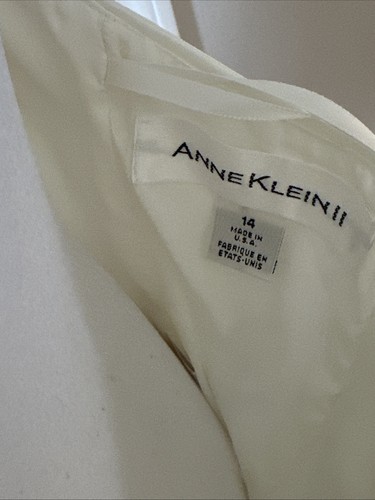 ANNE KLEIN II
14
MADE IN
U.S.A.
FABRIQUE EN
ETATS-UNIS